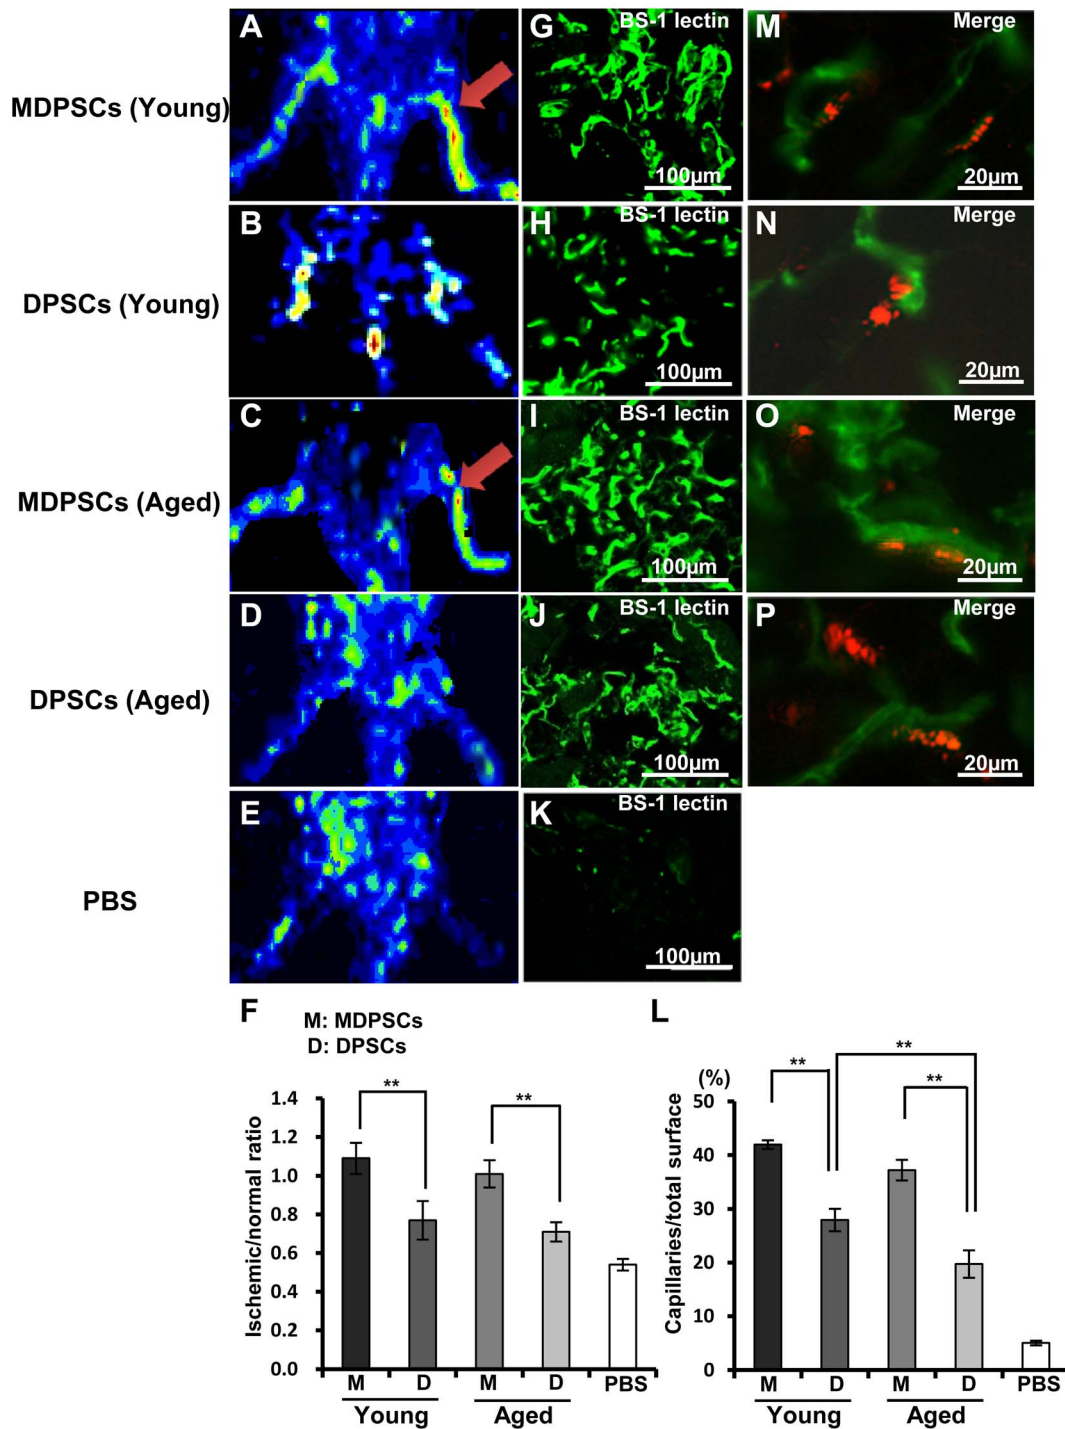 A
G
BS-1 lectin
M
Merge
MDPSCs (Young)
100µm
20µm
B
H
BS-1 lectin
N
Merge
DPSCs (Young)
100µm
20µm
C
I
BS-1 lectin
O
Merge
MDPSCs (Aged)
100µm
20µm
D
J
BS-1 lectin
P
Merge
DPSCs (Aged)
100µm
20µm
E
K
BS-1 lectin
PBS
100µm
F
M: MDPSCs
D: DPSCs
**
**
Ischemic/normal ratio
1.4
1.2
1.0
0.8
0.6
0.4
0.2
0.0
M
D
M
D
PBS
Young
Aged
L
**
**
**
(%)
Capillaries/total surface
50
40
30
20
10
0
M
D
M
D
PBS
Young
Aged